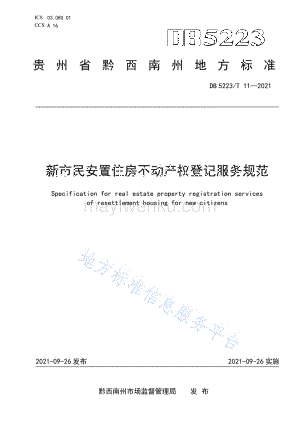 ICS 03.080.01
CCS A 16
DB5223
贵州省黔西南州地方标准
DB 5223/T 11—2021
新市民安置住房不动产权登记服务规范
Specification for real estate property registration services
of resettlement housing for new citizens
地方标准信息服务平台
2021-09-26 发布
2021-09-26 实施
黔西南州市场监督管理局 发 布